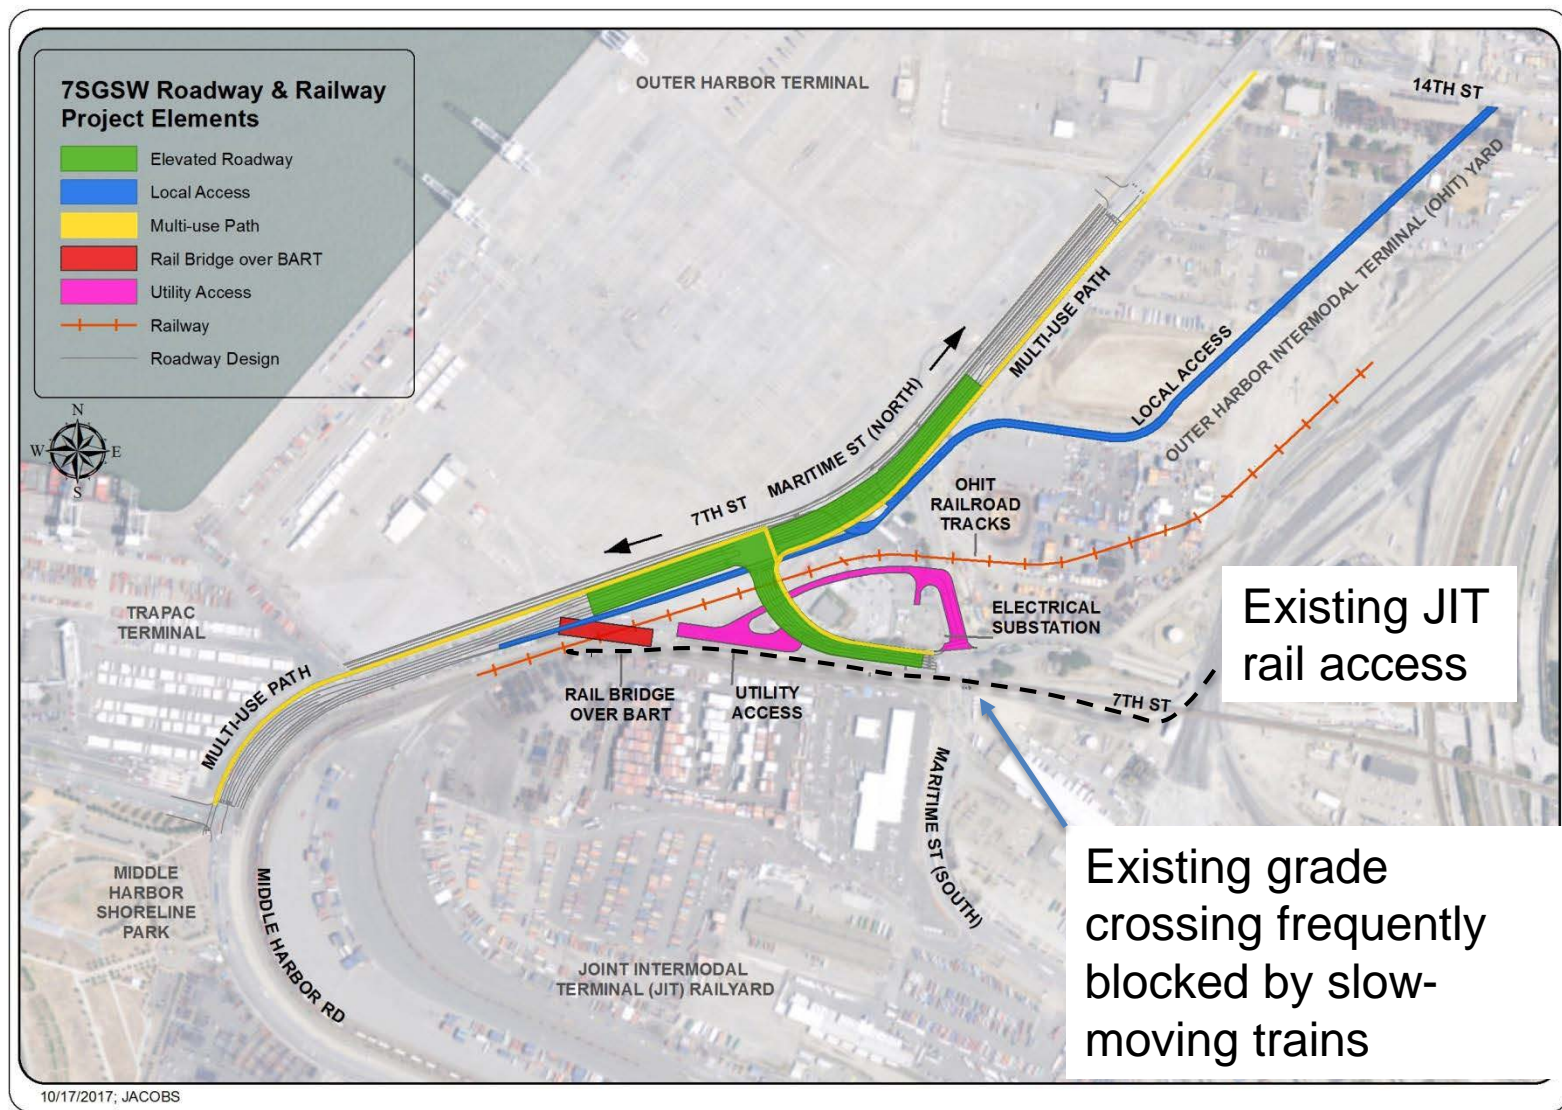 7SGSW Roadway & Railway
Project Elements
Elevated Roadway
Local Access
Multi-use Path
Rail Bridge over BART
Utility Access
Railway
Roadway Design
N
W
E
S
OUTER HARBOR TERMINAL
14TH ST
OUTER HARBOR INTERMODAL TERMINAL (OHIT) YARD
MULTI-USE PATH
LOCAL ACCESS
MARITIME ST (NORTH)
7TH ST
OHIT
RAILROAD
TRACKS
TRAPAC
TERMINAL
ELECTRICAL
SUBSTATION
Existing JIT
rail access
MULTI-USE PATH
RAIL BRIDGE
OVER BART
UTILITY
ACCESS
7TH ST
MARITIME ST (SOUTH)
MIDDLE
HARBOR
SHORELINE
PARK
MIDDLE HARBOR RD
JOINT INTERMODAL
TERMINAL (JIT) RAILYARD
Existing grade
crossing frequently
blocked by slow-
moving trains
10/17/2017; JACOBS